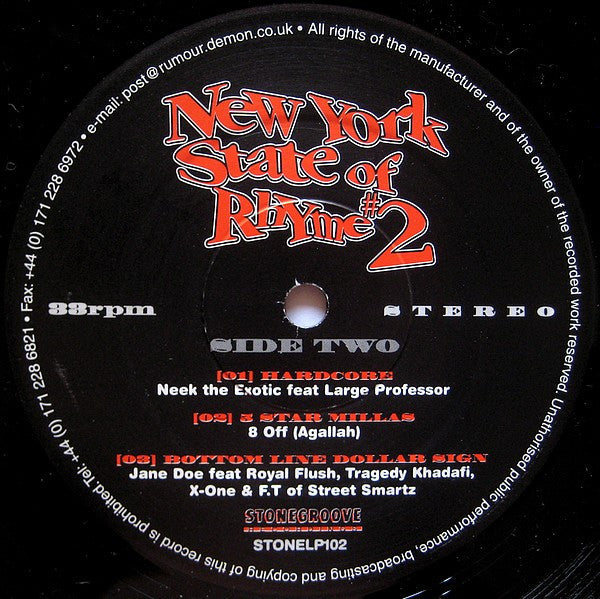 New York
State of
Rhyme #2
33rpm
STEREO
SIDE TWO
[01] HARDCORE
Neek the Exotic feat Large Professor
[02] 5 STAR MILLAS
8 Off (Agallah)
[03] BOTTOM LINE DOLLAR SIGN
Jane Doe feat Royal Flush, Tragedy Khadafi,
X-One & F.T of Street Smartz
STONEGROOVE
STONELP102
Tel: +44 (0) 171 228 6821 • Fax: +44 (0) 171 228 6972 • e-mail: post@rumour.demon.co.uk • All rights of the manufacturer and of the owner of the recorded work reserved. Unauthorised public performance, broadcasting and copying of this record is prohibited.